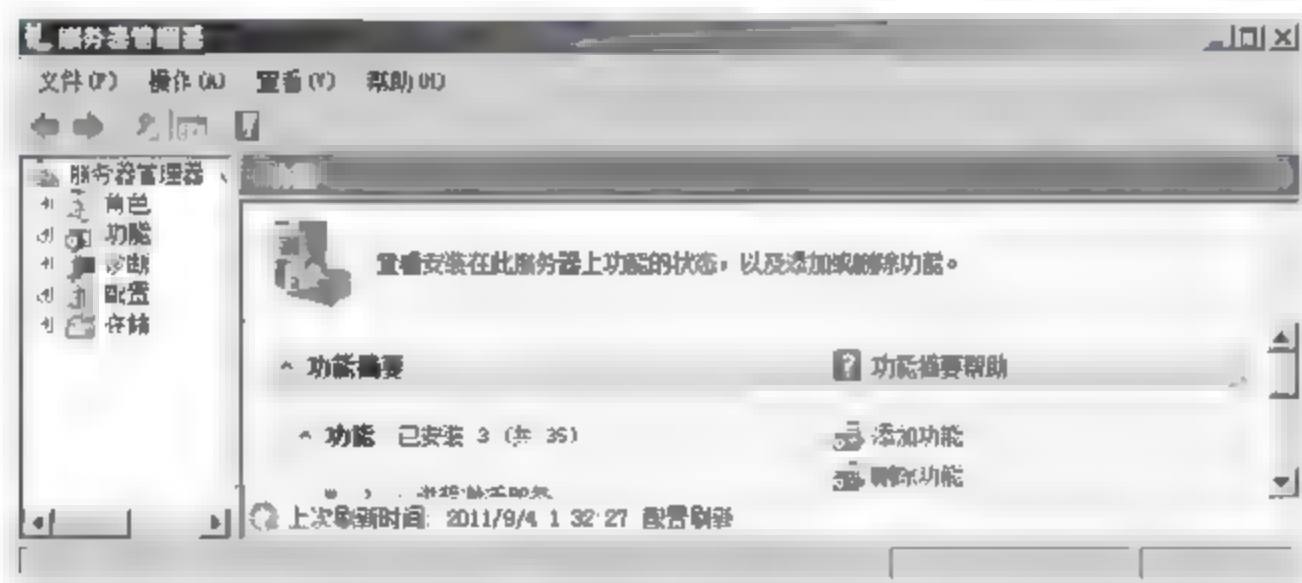 服务器管理器
文件(F) 操作(A) 查看(V) 帮助(H)
服务器管理器
角色
功能
诊断
配置
存储
查看安装在此服务器上功能的状态，以及添加或删除功能。
功能摘要
功能摘要帮助
功能 已安装 3 (共 35)
添加功能
删除功能
上次刷新时间: 2011/9/4 1:32:27 配置刷新